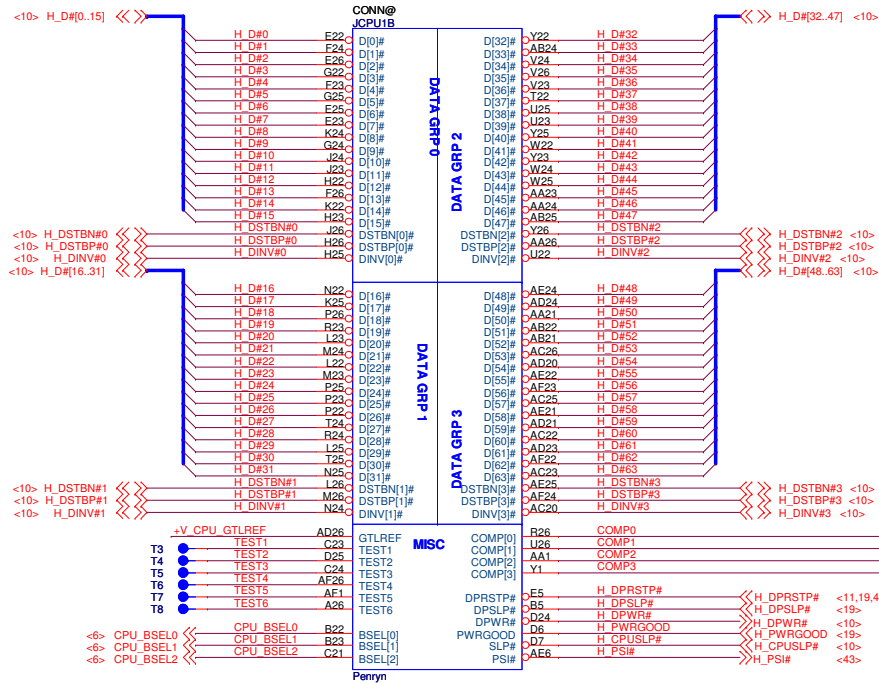 CONN@
JCPU1B
<10> H_D#[0..15] H_D#[32..47] <10>
H_D#0 E22 D[0]# D[32]# Y22 H_D#32
H_D#1 F24 D[1]# D[33]# AB24 H_D#33
H_D#2 E26 D[2]# D[34]# V24 H_D#34
H_D#3 G22 D[3]# D[35]# V26 H_D#35
H_D#4 F23 D[4]# D[36]# V23 H_D#36
H_D#5 G25 D[5]# D[37]# T22 H_D#37
H_D#6 E25 D[6]# D[38]# U25 H_D#38
H_D#7 E23 D[7]# D[39]# U23 H_D#39
H_D#8 K24 D[8]# D[40]# Y25 H_D#40
H_D#9 G24 D[9]# D[41]# W22 H_D#41
H_D#10 J24 D[10]# D[42]# Y23 H_D#42
H_D#11 J23 D[11]# D[43]# W24 H_D#43
H_D#12 H22 D[12]# D[44]# W25 H_D#44
H_D#13 F26 D[13]# D[45]# AA23 H_D#45
H_D#14 K22 D[14]# D[46]# AA24 H_D#46
H_D#15 H23 D[15]# D[47]# AB25 H_D#47
<10> H_DSTBN#0 H_DSTBN#0 J26 DSTBN[0]# DSTBN[2]# Y26 H_DSTBN#2 H_DSTBN#2 <10>
<10> H_DSTBP#0 H_DSTBP#0 H26 DSTBP[0]# DSTBP[2]# AA26 H_DSTBP#2 H_DSTBP#2 <10>
<10> H_DINV#0 H_DINV#0 H25 DINV[0]# DINV[2]# U22 H_DINV#2 H_DINV#2 <10>
DATA GRP 0
DATA GRP 2
<10> H_D#[16..31] H_D#[48..63] <10>
H_D#16 N22 D[16]# D[48]# AE24 H_D#48
H_D#17 K25 D[17]# D[49]# AD24 H_D#49
H_D#18 P26 D[18]# D[50]# AA21 H_D#50
H_D#19 R23 D[19]# D[51]# AB22 H_D#51
H_D#20 L23 D[20]# D[52]# AB21 H_D#52
H_D#21 M24 D[21]# D[53]# AC26 H_D#53
H_D#22 L22 D[22]# D[54]# AD20 H_D#54
H_D#23 M23 D[23]# D[55]# AE22 H_D#55
H_D#24 P25 D[24]# D[56]# AF23 H_D#56
H_D#25 P23 D[25]# D[57]# AC25 H_D#57
H_D#26 P22 D[26]# D[58]# AE21 H_D#58
H_D#27 T24 D[27]# D[59]# AD21 H_D#59
H_D#28 R24 D[28]# D[60]# AC22 H_D#60
H_D#29 L25 D[29]# D[61]# AD23 H_D#61
H_D#30 T25 D[30]# D[62]# AF22 H_D#62
H_D#31 N25 D[31]# D[63]# AC23 H_D#63
<10> H_DSTBN#1 H_DSTBN#1 L26 DSTBN[1]# DSTBN[3]# AE25 H_DSTBN#3 H_DSTBN#3 <10>
<10> H_DSTBP#1 H_DSTBP#1 M26 DSTBP[1]# DSTBP[3]# AF24 H_DSTBP#3 H_DSTBP#3 <10>
<10> H_DINV#1 H_DINV#1 N24 DINV[1]# DINV[3]# AC20 H_DINV#3 H_DINV#3 <10>
DATA GRP 1
DATA GRP 3
MISC
+V_CPU_GTLREF AD26 GTLREF COMP[0] R26 COMP0
T3 TEST1 C23 TEST1 COMP[1] U26 COMP1
T4 TEST2 D25 TEST2 COMP[2] AA1 COMP2
T5 TEST3 C24 TEST3 COMP[3] Y1 COMP3
T6 TEST4 AF26 TEST4
T7 TEST5 AF1 TEST5 DPRSTP# E5 H_DPRSTP# H_DPRSTP# <11,19,4
T8 TEST6 A26 TEST6 DPSLP# B5 H_DPSLP# H_DPSLP# <19>
DPWR# D24 H_DPWR# H_DPWR# <10>
<6> CPU_BSEL0 CPU_BSEL0 B22 BSEL[0] PWRGOOD D6 H_PWRGOOD H_PWRGOOD <19>
<6> CPU_BSEL1 CPU_BSEL1 B23 BSEL[1] SLP# D7 H_CPUSLP# H_CPUSLP# <10>
<6> CPU_BSEL2 CPU_BSEL2 C21 BSEL[2] PSI# AE6 H_PSI# H_PSI# <43>
Penryn